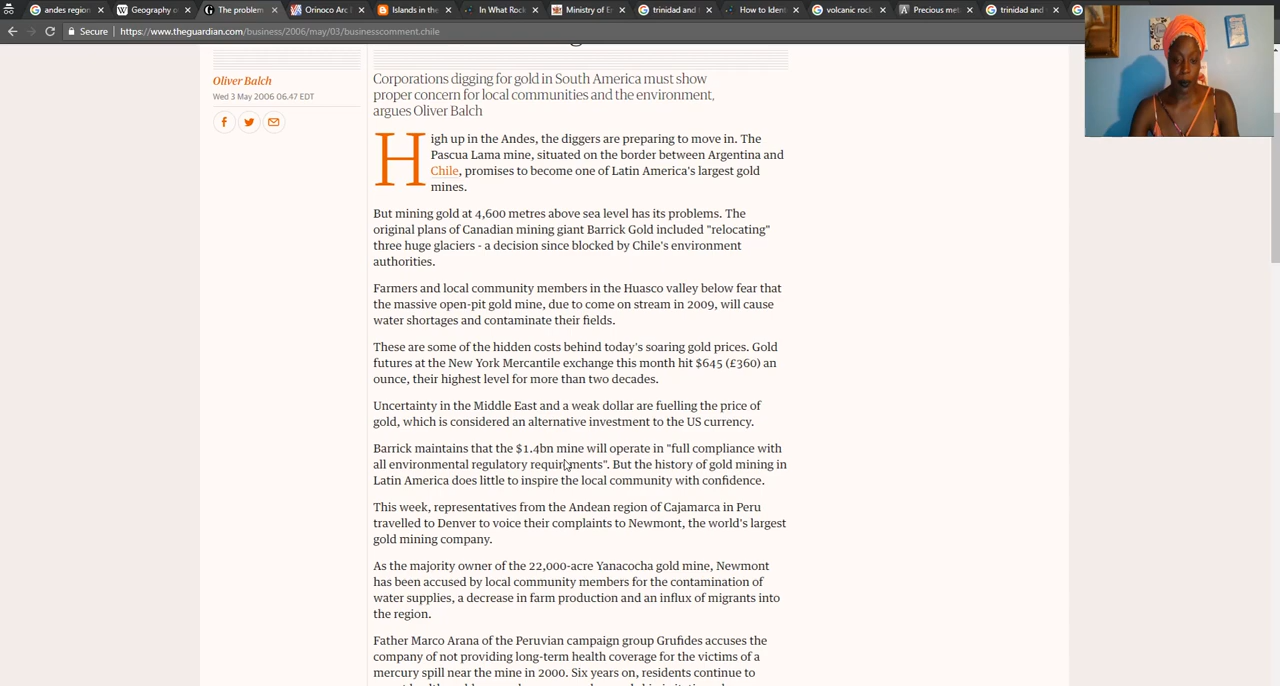 andes region
Geography o
The problem
Orinoco Arc
Islands in the
In What Rock
Ministry of E
trinidad and
How to Ident
volcanic rock
Precious met
trinidad and
Secure https://www.theguardian.com/business/2006/may/03/businesscomment.chile
Oliver Balch
Wed 3 May 2006 06.47 EDT
Corporations digging for gold in South America must show
proper concern for local communities and the environment,
argues Oliver Balch
High up in the Andes, the diggers are preparing to move in. The
Pascua Lama mine, situated on the border between Argentina and
Chile, promises to become one of Latin America's largest gold
mines.
But mining gold at 4,600 metres above sea level has its problems. The
original plans of Canadian mining giant Barrick Gold included "relocating"
three huge glaciers - a decision since blocked by Chile's environment
authorities.
Farmers and local community members in the Huasco valley below fear that
the massive open-pit gold mine, due to come on stream in 2009, will cause
water shortages and contaminate their fields.
These are some of the hidden costs behind today's soaring gold prices. Gold
futures at the New York Mercantile exchange this month hit $645 (£360) an
ounce, their highest level for more than two decades.
Uncertainty in the Middle East and a weak dollar are fuelling the price of
gold, which is considered an alternative investment to the US currency.
Barrick maintains that the $1.4bn mine will operate in "full compliance with
all environmental regulatory requirements". But the history of gold mining in
Latin America does little to inspire the local community with confidence.
This week, representatives from the Andean region of Cajamarca in Peru
travelled to Denver to voice their complaints to Newmont, the world's largest
gold mining company.
As the majority owner of the 22,000-acre Yanacocha gold mine, Newmont
has been accused by local community members for the contamination of
water supplies, a decrease in farm production and an influx of migrants into
the region.
Father Marco Arana of the Peruvian campaign group Grufides accuses the
company of not providing long-term health coverage for the victims of a
mercury spill near the mine in 2000. Six years on, residents continue to